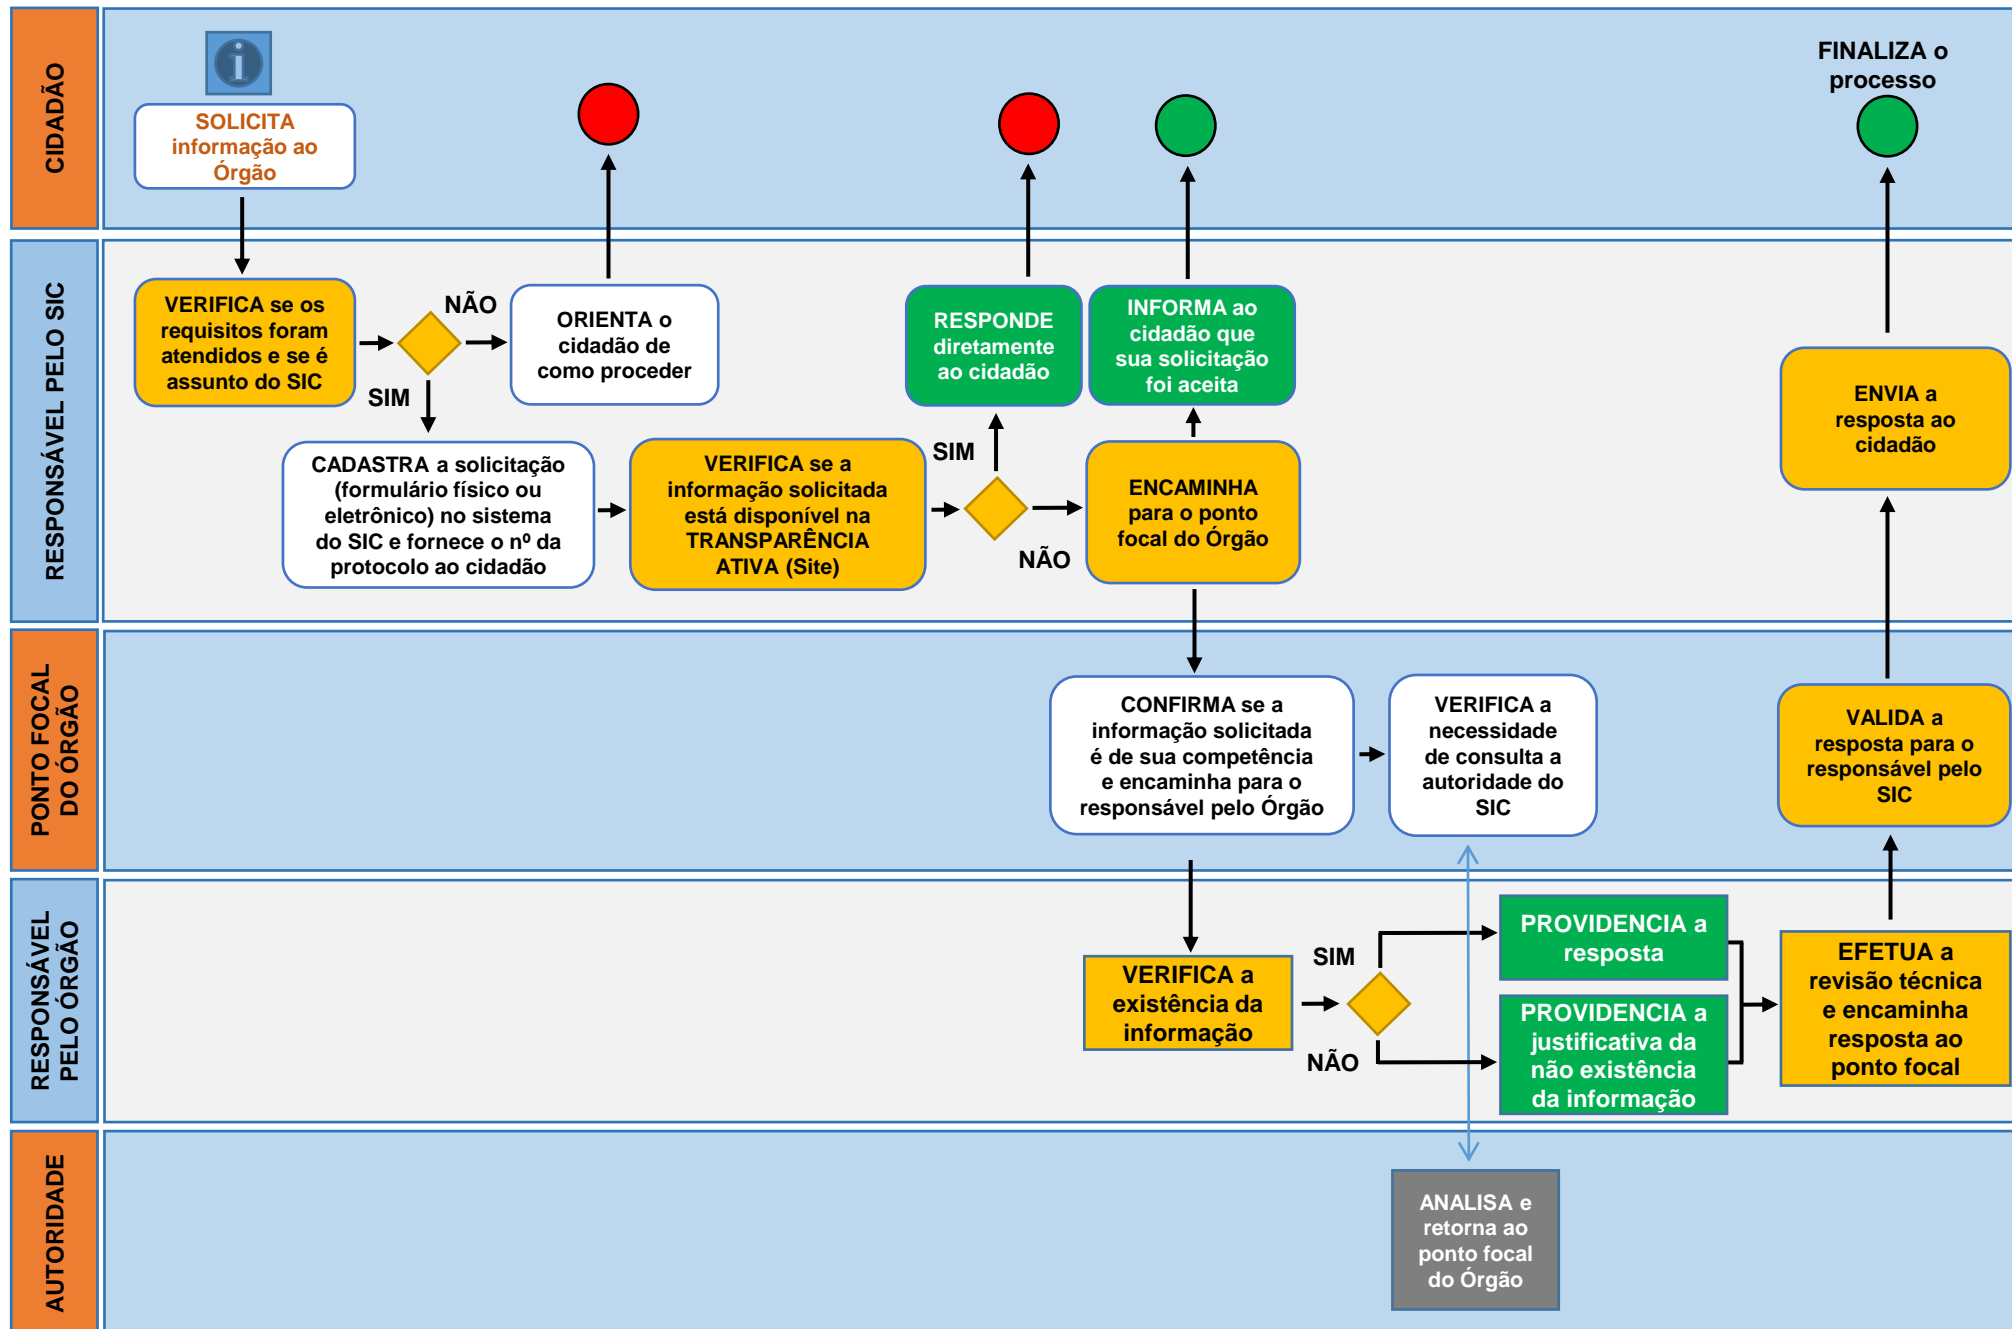 CIDADÃO
SOLICITA
informação ao
Órgão
FINALIZA o
processo
RESPONSÁVEL PELO SIC
VERIFICA se os
requisitos foram
atendidos e se é
assunto do SIC
NÃO
SIM
ORIENTA o
cidadão de
como proceder
CADASTRA a solicitação
(formulário físico ou
eletrônico) no sistema
do SIC e fornece o nº da
protocolo ao cidadão
VERIFICA se a
informação solicitada
está disponível na
TRANSPARÊNCIA
ATIVA (Site)
SIM
NÃO
RESPONDE
diretamente
ao cidadão
INFORMA ao
cidadão que
sua solicitação
foi aceita
ENCAMINHA
para o ponto
focal do Órgão
ENVIA a
resposta ao
cidadão
PONTO FOCAL
DO ÓRGÃO
CONFIRMA se a
informação solicitada
é de sua competência
e encaminha para o
responsável pelo Órgão
VERIFICA a
necessidade
de consulta a
autoridade do
SIC
VALIDA a
resposta para o
responsável pelo
SIC
RESPONSÁVEL
PELO ÓRGÃO
VERIFICA a
existência da
informação
SIM
NÃO
PROVIDENCIA a
resposta
PROVIDENCIA a
justificativa da
não existência
da informação
EFETUA a
revisão técnica
e encaminha
resposta ao
ponto focal
AUTORIDADE
ANALISA e
retorna ao
ponto focal
do Órgão